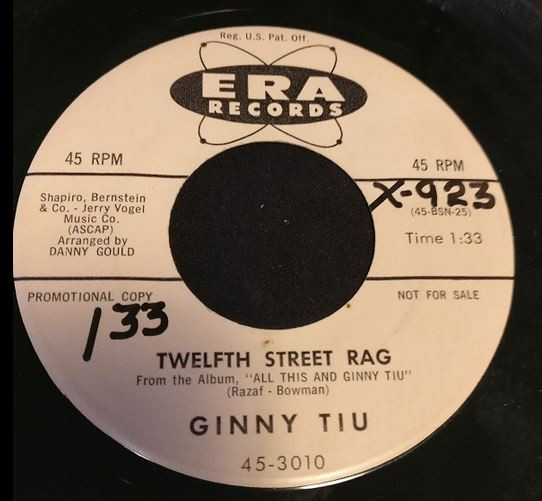 Reg. U.S. Pat. Off.
ERA
RECORDS
45 RPM
45 RPM
Shapiro, Bernstein
& Co. - Jerry Vogel
Music Co.
(ASCAP)
Arranged by
DANNY GOULD
X-923
(45-BSN-25)
Time 1:33
PROMOTIONAL COPY
NOT FOR SALE
133
TWELFTH STREET RAG
From the Album, "ALL THIS AND GINNY TIU"
(Razaf - Bowman)
GINNY TIU
45-3010